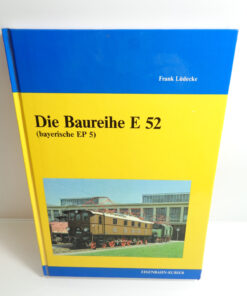 Frank Lüdecke
Die Baureihe E 52
(bayerische EP 5)
EISENBAHN-KURIER